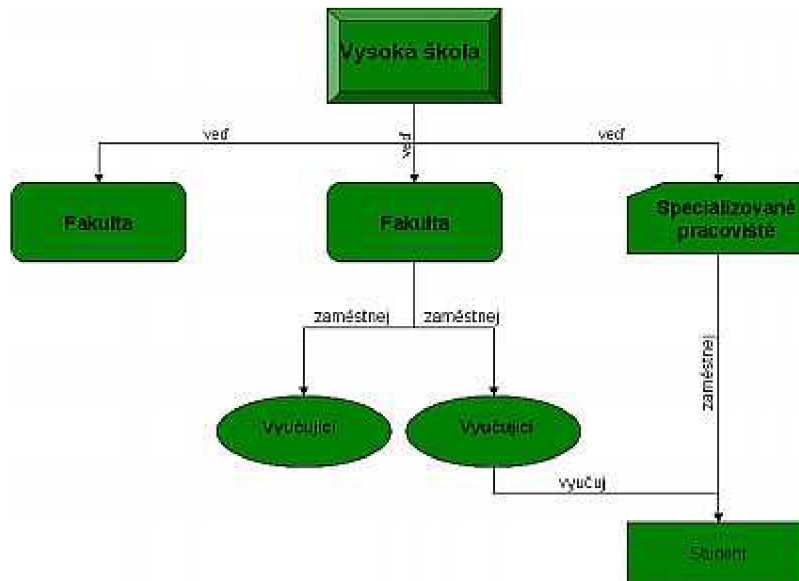 Vysoká škola
veď
veď
veď
Fakulta
Fakulta
Specializované
pracoviště
zaměstnej
zaměstnej
zaměstnej
Vyučující
Vyučující
vyučuj
Student